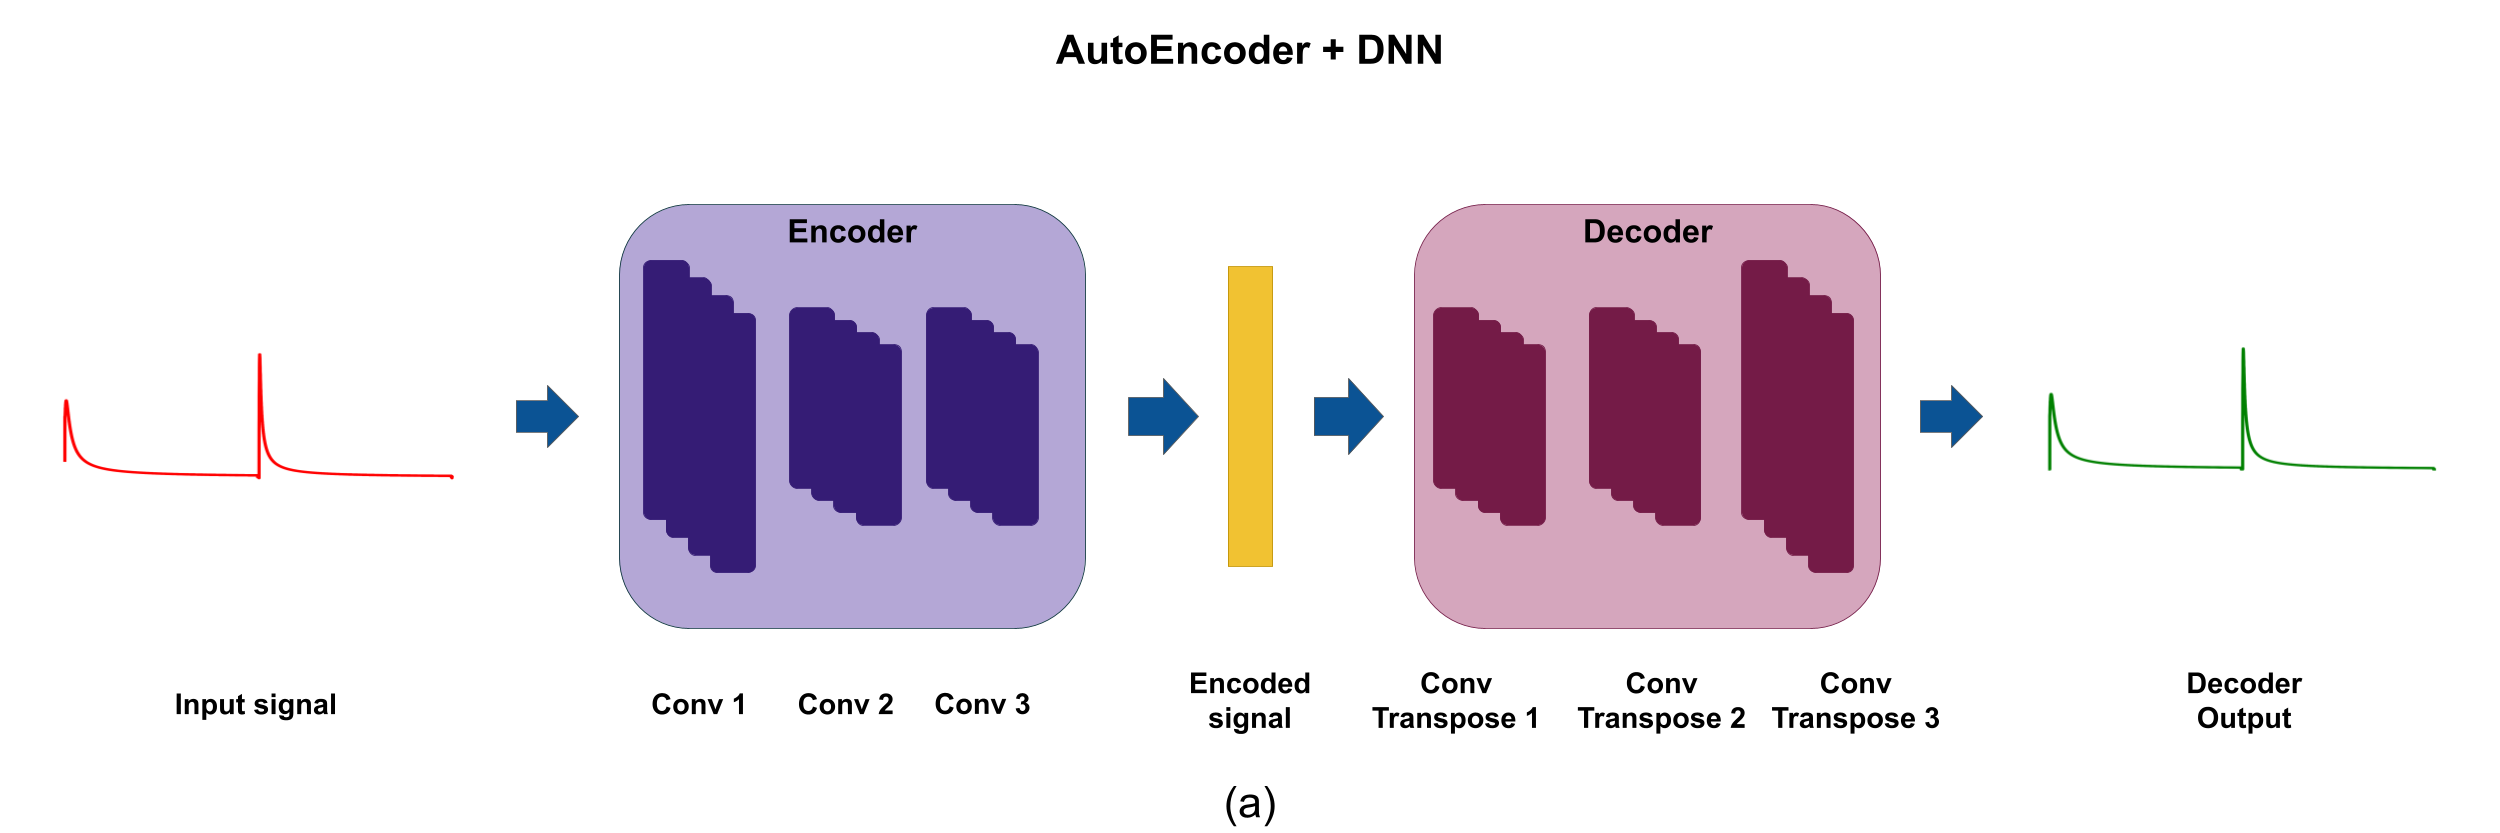 AutoEncoder + DNN
Encoder
Decoder
Input signal
Conv 1
Conv 2
Conv 3
Encoded
signal
Conv
Transpose 1
Conv
Transpose 2
Conv
Transpose 3
Decoder
Output
(a)